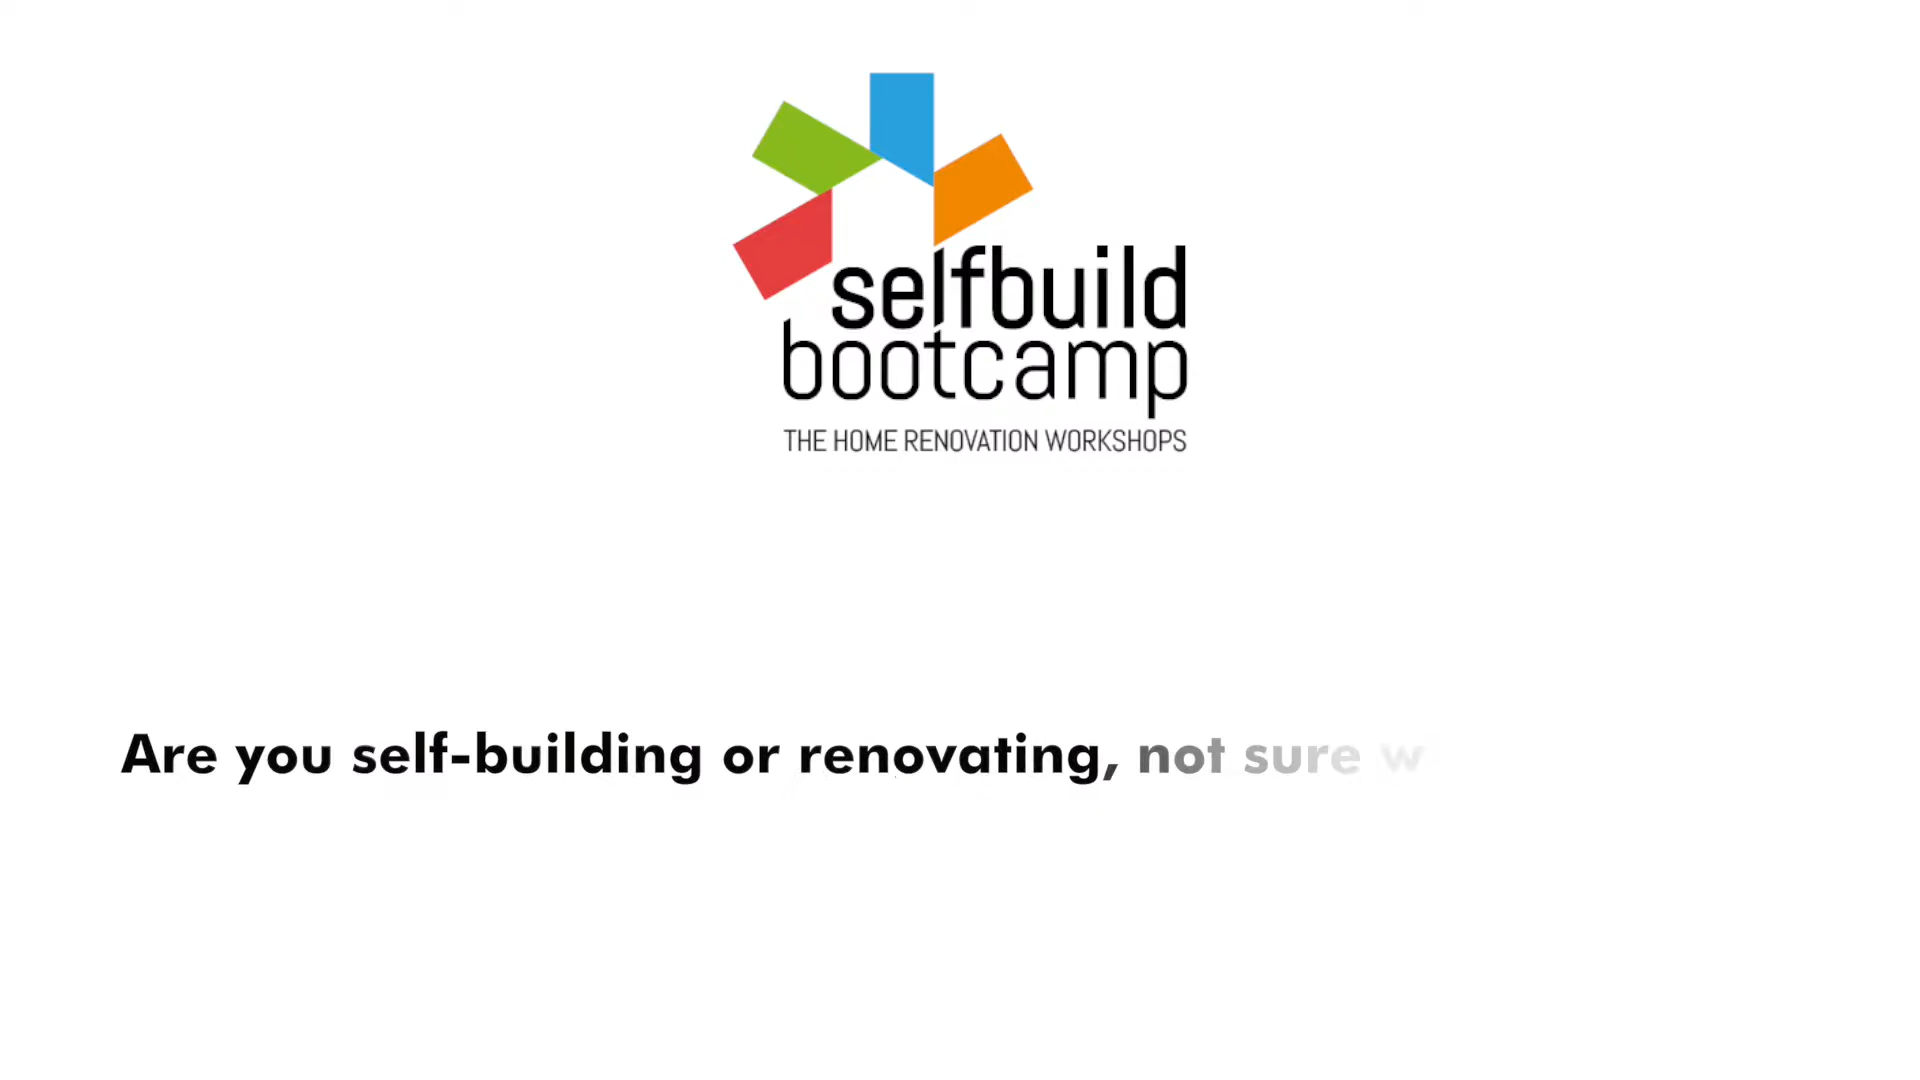 selfbuild
bootcamp
THE HOME RENOVATION WORKSHOPS
Are you self-building or renovating, not sure w